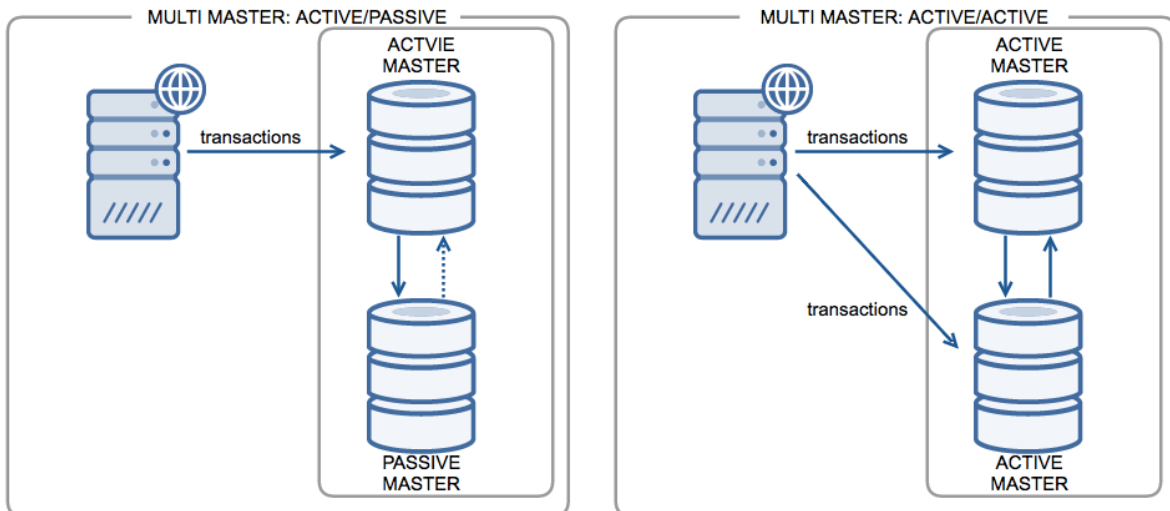 MULTI MASTER: ACTIVE/PASSIVE
ACTVIE
MASTER
transactions
PASSIVE
MASTER
MULTI MASTER: ACTIVE/ACTIVE
ACTIVE
MASTER
transactions
transactions
ACTIVE
MASTER